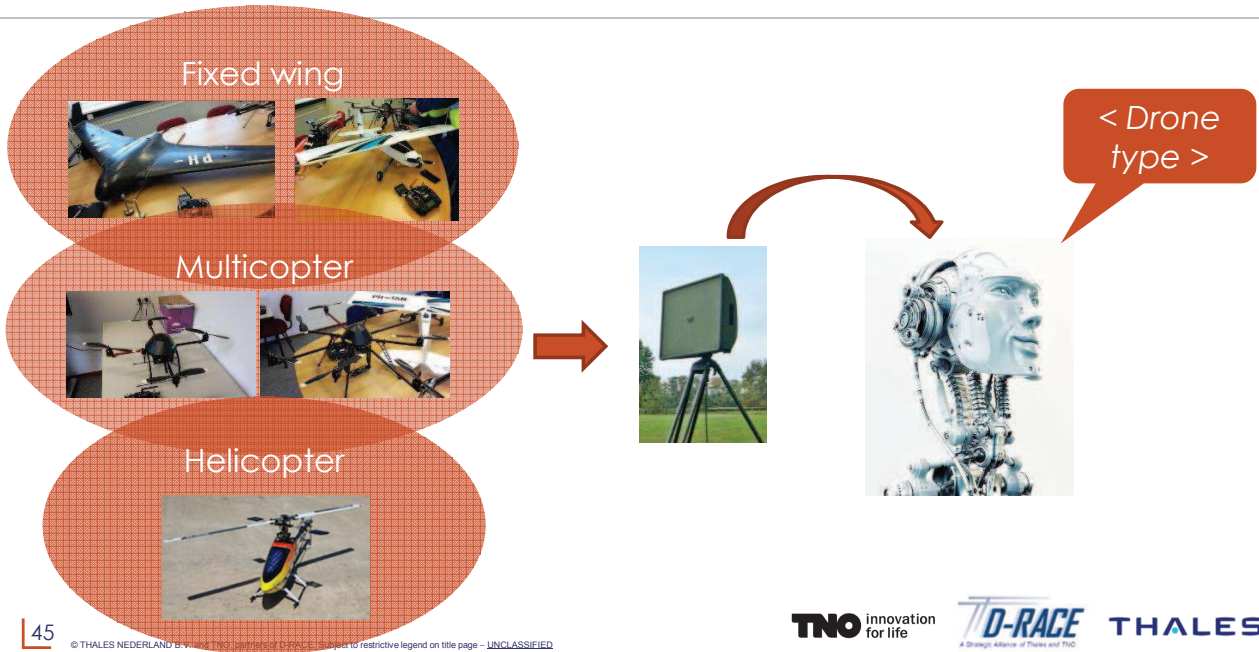 Fixed wing
PH-
Multicopter
Helicopter
< Drone
type >
45
© THALES NEDERLAND B.V. and TNO, partners of D-RACE. Subject to restrictive legend on title page – UNCLASSIFIED
TNO innovation
for life
D-RACE
A Strategic Alliance of Thales and TNO
THALES